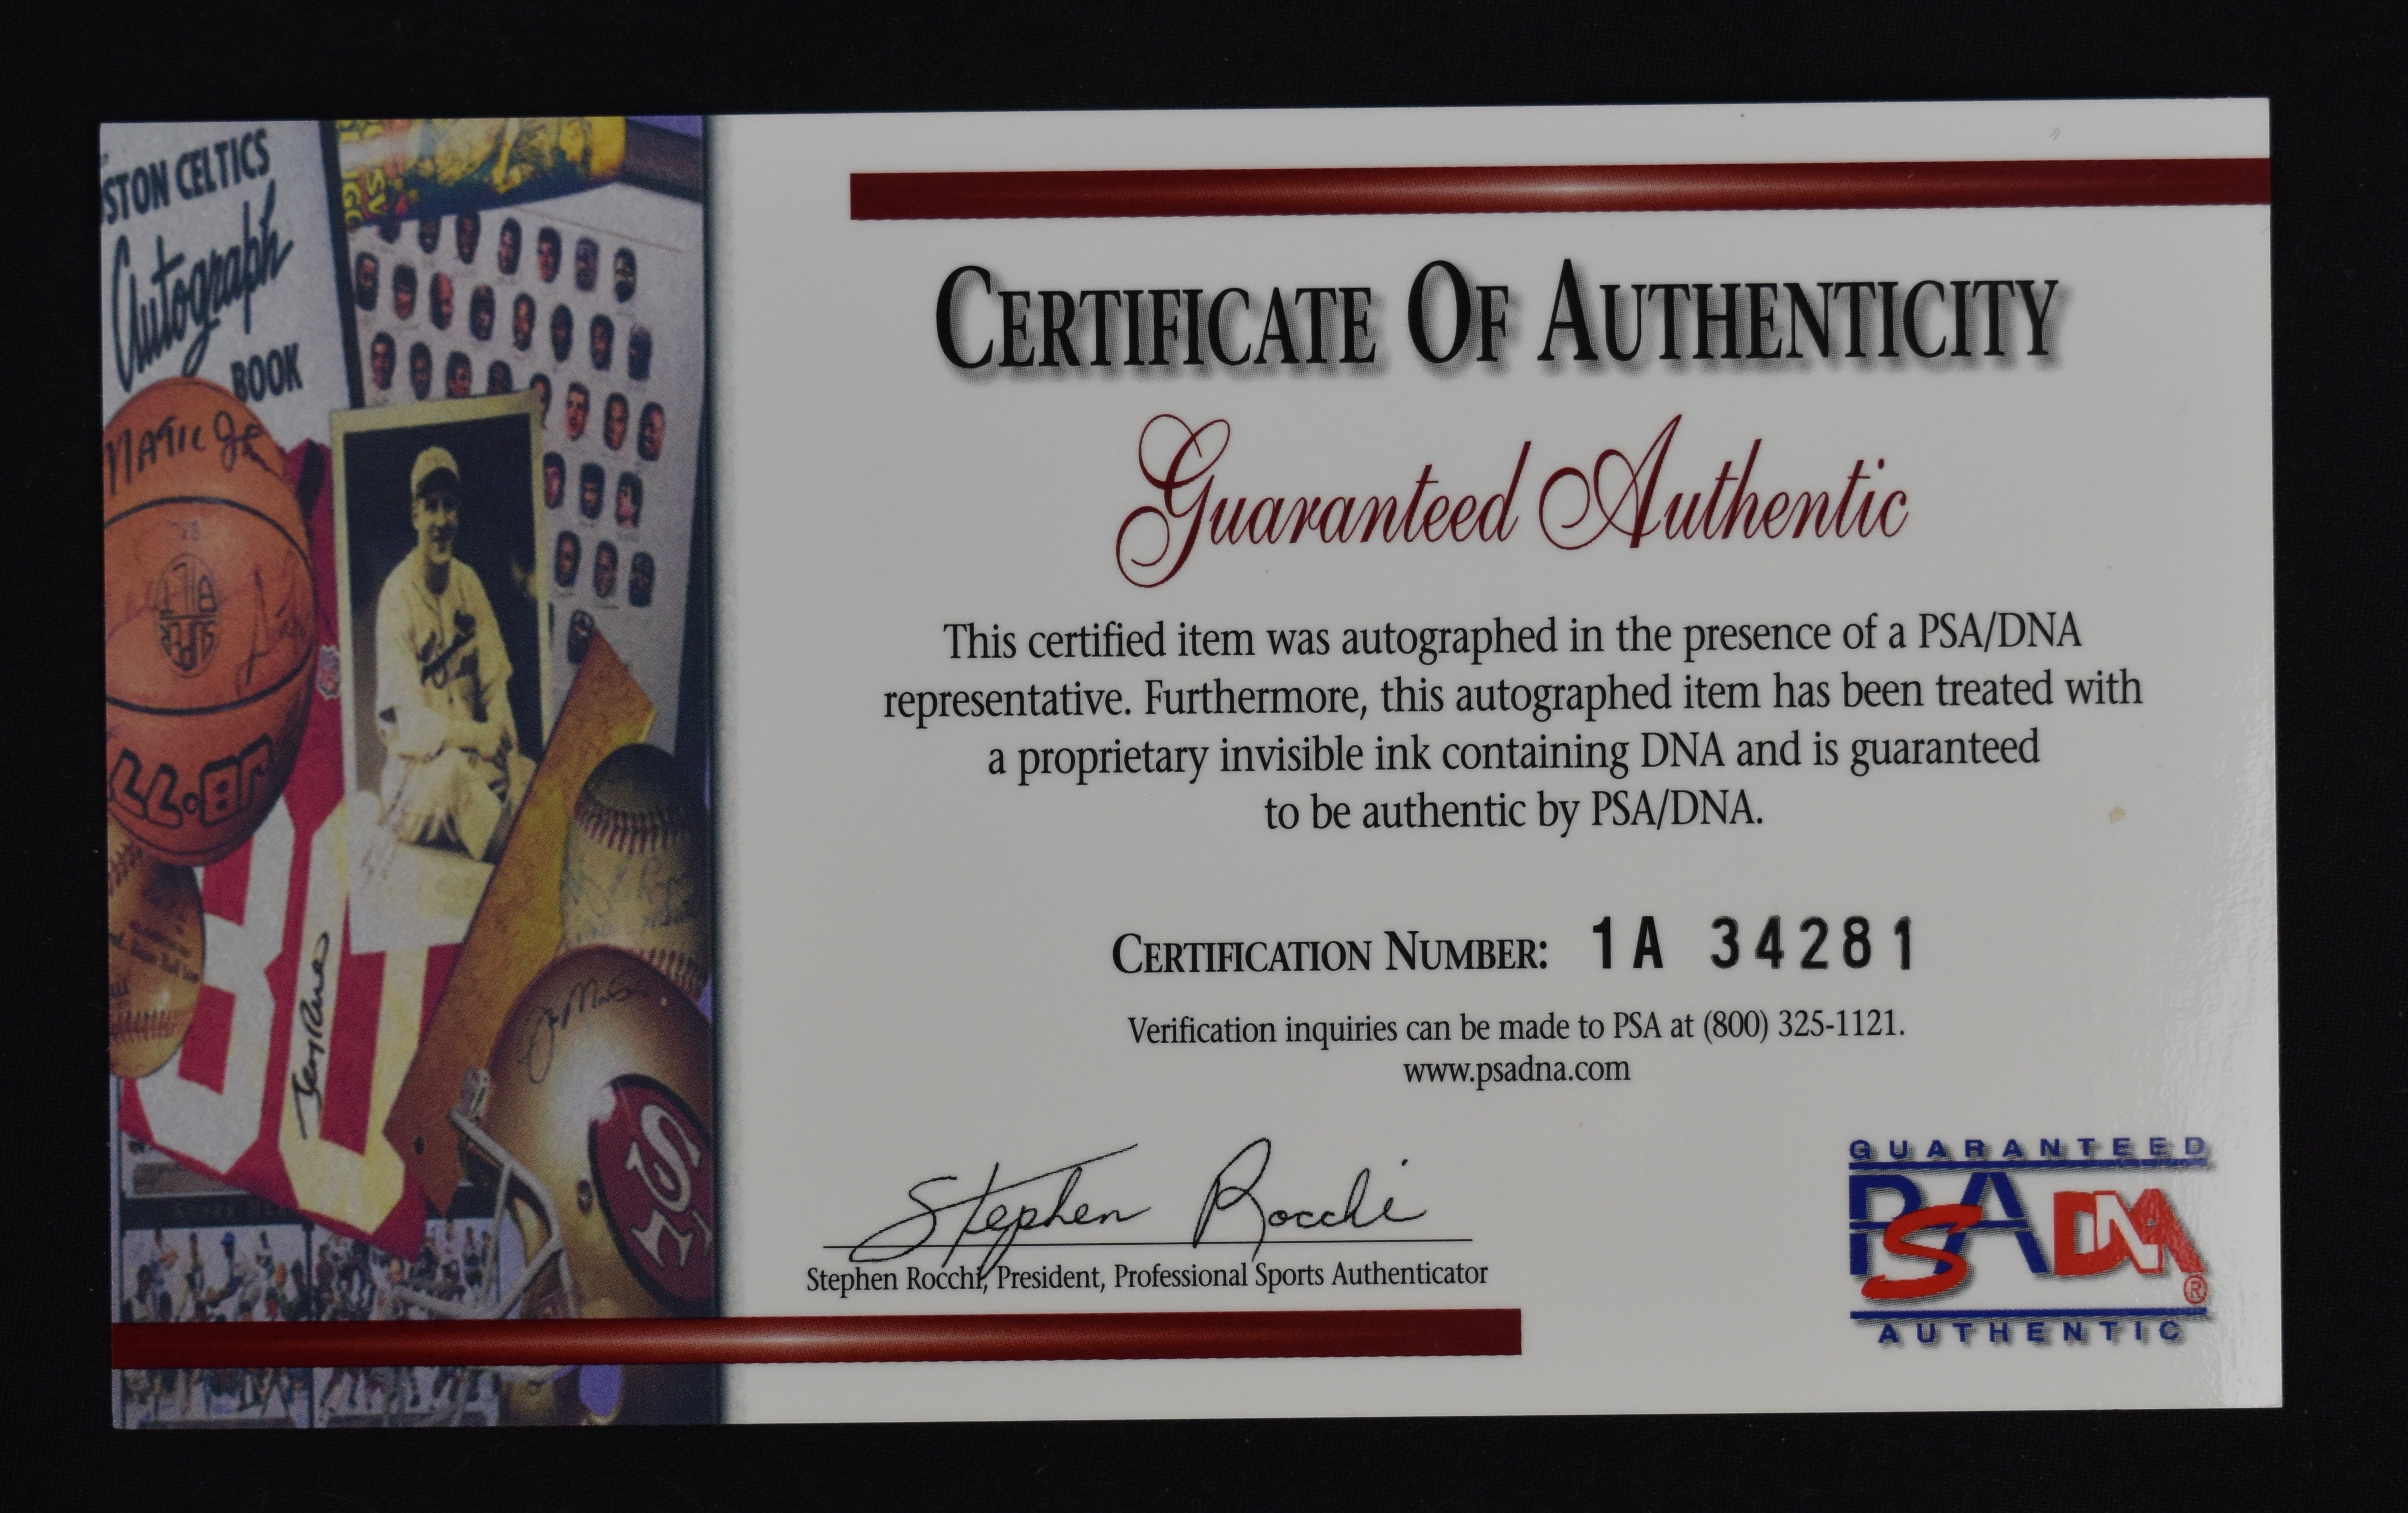 STON CELTICS
Autograph
BOOK
CERTIFICATE OF AUTHENTICITY
Guaranteed Authentic
This certified item was autographed in the presence of a PSA/DNA
representative. Furthermore, this autographed item has been treated with
a proprietary invisible ink containing DNA and is guaranteed
to be authentic by PSA/DNA.
CERTIFICATION NUMBER: 1A 34281
Verification inquiries can be made to PSA at (800) 325-1121.
www.psadna.com
Stephen Rocchi
Stephen Rocchi, President, Professional Sports Authenticator
GUARANTEED
PSA DNA
®
AUTHENTIC
80